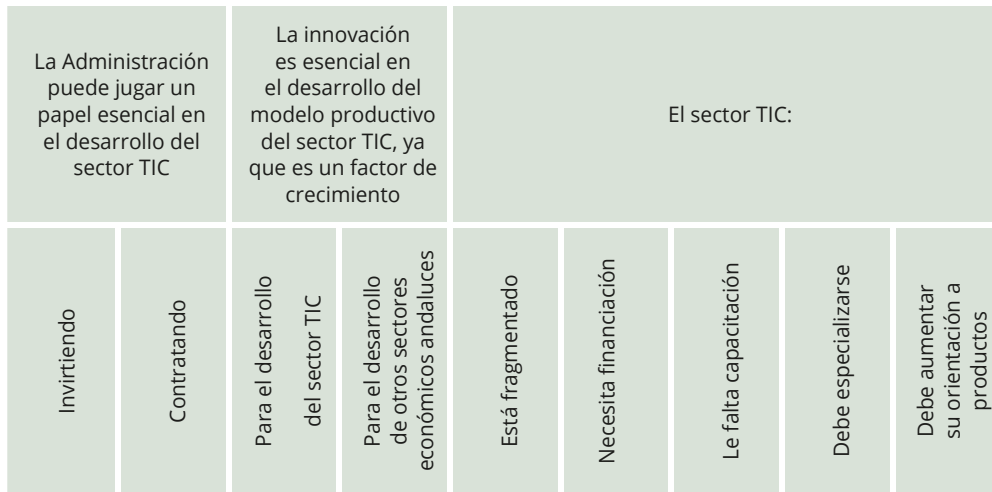 La Administración
puede jugar un
papel esencial en
el desarrollo del
sector TIC
La innovación
es esencial en
el desarrollo del
modelo productivo
del sector TIC, ya
que es un factor de
crecimiento
El sector TIC:
Invirtiendo
Contratando
Para el desarrollo
del sector TIC
Para el desarrollo
de otros sectores
económicos andaluces
Está fragmentado
Necesita financiación
Le falta capacitación
Debe especializarse
Debe aumentar
su orientación a
productos